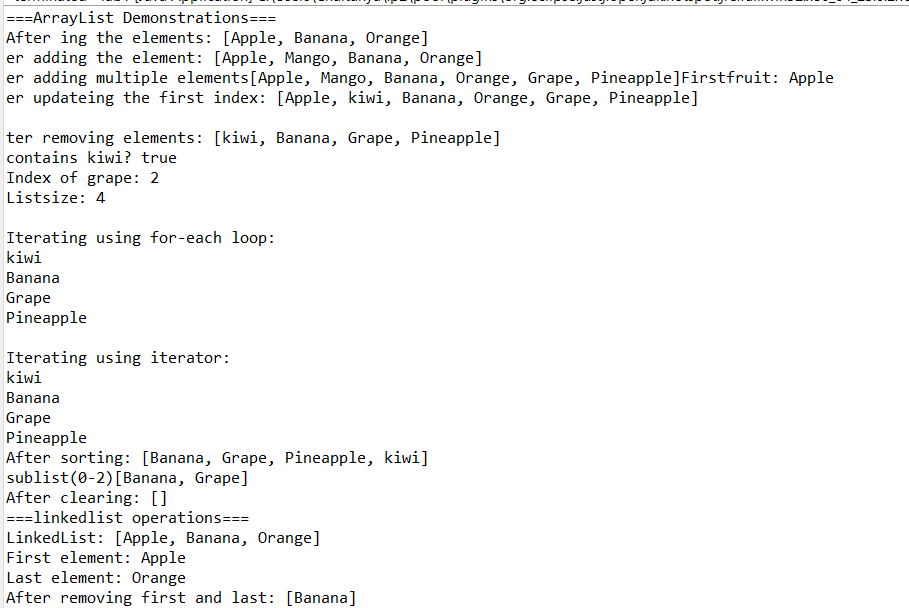 ===ArrayList Demonstrations===
After ing the elements: [Apple, Banana, Orange]
er adding the element: [Apple, Mango, Banana, Orange]
er adding multiple elements[Apple, Mango, Banana, Orange, Grape, Pineapple]Firstfruit: Apple
er updateing the first index: [Apple, kiwi, Banana, Orange, Grape, Pineapple]
ter removing elements: [kiwi, Banana, Grape, Pineapple]
contains kiwi? true
Index of grape: 2
Listsize: 4
Iterating using for-each loop:
kiwi
Banana
Grape
Pineapple
Iterating using iterator:
kiwi
Banana
Grape
Pineapple
After sorting: [Banana, Grape, Pineapple, kiwi]
sublist(0-2)[Banana, Grape]
After clearing: []
===linkedlist operations===
LinkedList: [Apple, Banana, Orange]
First element: Apple
Last element: Orange
After removing first and last: [Banana]